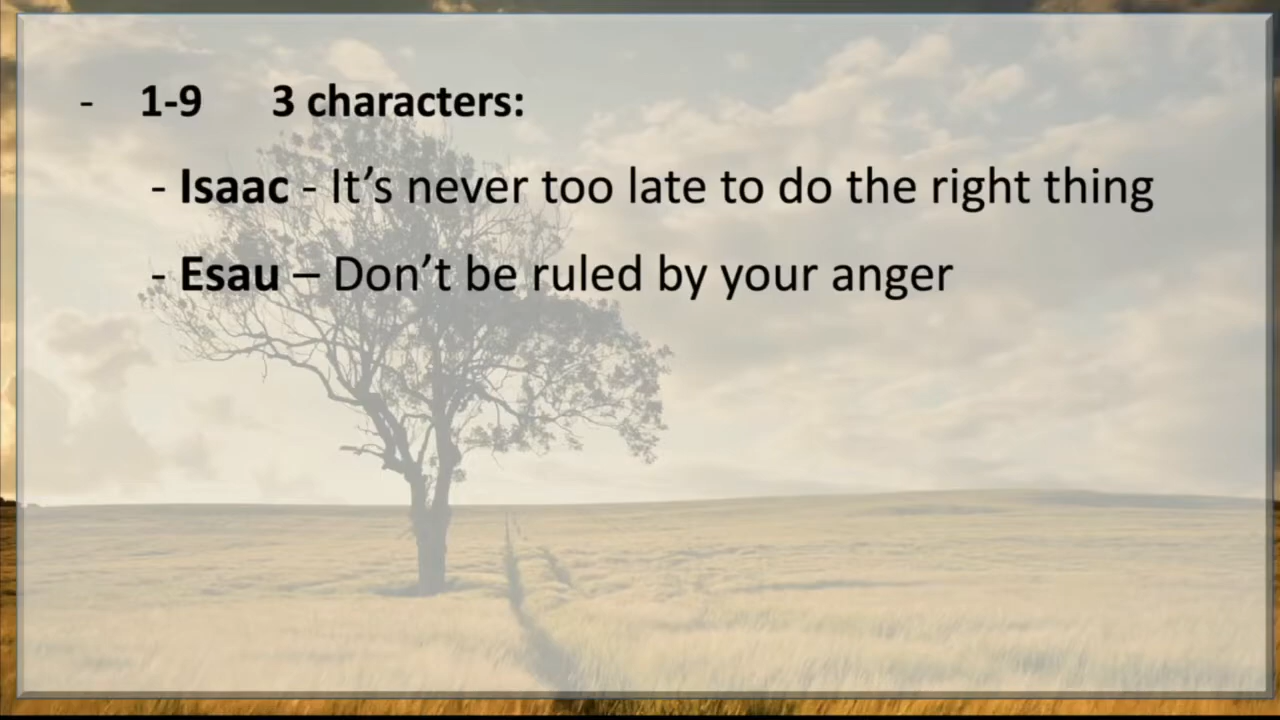 - 1-9 3 characters:
- Isaac - It’s never too late to do the right thing
- Esau – Don’t be ruled by your anger